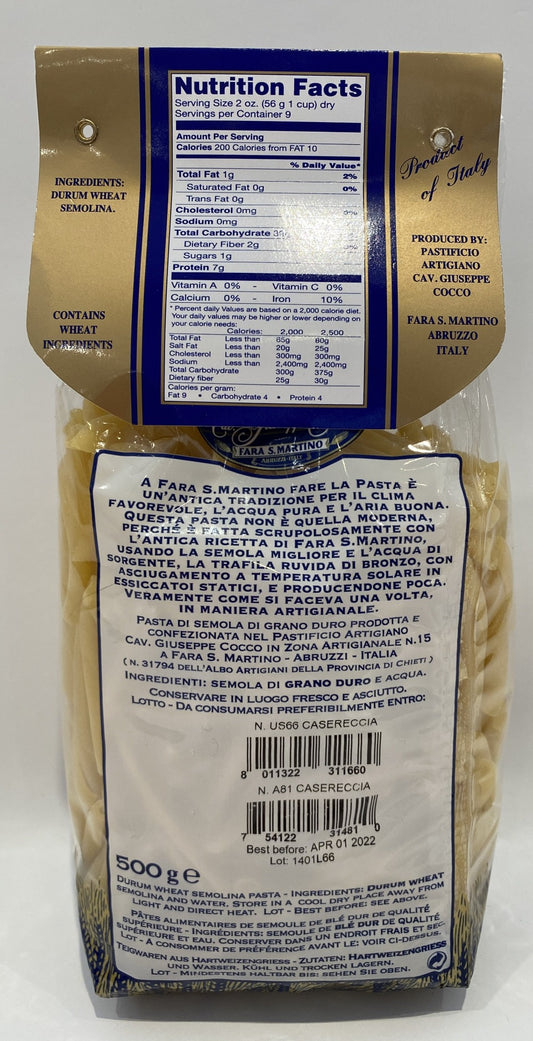 Nutrition Facts
Serving Size 2 oz. (56 g 1 cup) dry
Servings per Container 9
Amount Per Serving
Calories 200 Calories from FAT 10
% Daily Value*
Total Fat 1g 2%
Saturated Fat 0g 0%
Trans Fat 0g
Cholesterol 0mg 0%
Sodium 0mg
Total Carbohydrate
Dietary Fiber 2g
Sugars 1g
Protein 7g
Vitamin A 0% - Vitamin C 0%
Calcium 0% - Iron 10%
* Percent daily Values are based on a 2,000 calorie diet.
Your daily values may be higher or lower depending on
your calorie needs:
Calories: 2,000 2,500
Total Fat Less than 65g 80g
Salt Fat Less than 20g 25g
Cholesterol Less than 300mg 300mg
Sodium Less than 2,400mg 2,400mg
Total Carbohydrate 300g 375g
Dietary fiber 25g 30g
Calories per gram:
Fat 9 • Carbohydrate 4 • Protein 4
INGREDIENTS:
DURUM WHEAT
SEMOLINA.
CONTAINS
WHEAT
INGREDIENTS
Product
of Italy
PRODUCED BY:
PASTIFICIO
ARTIGIANO
CAV. GIUSEPPE
COCCO
FARA S. MARTINO
ABRUZZO
ITALY
FARA S. MARTINO
A FARA S.MARTINO FARE LA PASTA È
UN'ANTICA TRADIZIONE PER IL CLIMA
FAVOREVOLE, L'ACQUA PURA E L'ARIA BUONA.
QUESTA PASTA NON È QUELLA MODERNA,
PERCHÉ È FATTA SCRUPOLOSAMENTE CON
L'ANTICA RICETTA DI FARA S.MARTINO,
USANDO LA SEMOLA MIGLIORE E L'ACQUA DI
SORGENTE, LA TRAFILA RUVIDA DI BRONZO, CON
ASCIUGAMENTO A TEMPERATURA SOLARE IN
ESSICCATOI STATICI, E PRODUCENDONE POCA.
VERAMENTE COME SI FACEVA UNA VOLTA,
IN MANIERA ARTIGIANALE.
PASTA DI SEMOLA DI GRANO DURO PRODOTTA E
CONFEZIONATA NEL PASTIFICIO ARTIGIANO
CAV. GIUSEPPE COCCO IN ZONA ARTIGIANALE N.15
A FARA S. MARTINO - ABRUZZI - ITALIA
( N. 31794 DELL'ALBO ARTIGIANI DELLA PROVINCIA DI CHIETI )
INGREDIENTI: SEMOLA DI GRANO DURO E ACQUA.
CONSERVARE IN LUOGO FRESCO E ASCIUTTO.
LOTTO - DA CONSUMARSI PREFERIBILMENTE ENTRO:
N. US66 CASERECCIA
8 011322 311660
N. A81 CASERECCIA
7 54122 31481 0
Best before: APR 01 2022
Lot: 1401L66
500 g e
DURUM WHEAT SEMOLINA PASTA - INGREDIENTS: DURUM WHEAT
SEMOLINA AND WATER. STORE IN A COOL DRY PLACE AWAY FROM
LIGHT AND DIRECT HEAT. LOT - BEST BEFORE: SEE ABOVE.
PÂTES ALIMENTAIRES DE SEMOULE DE BLÉ DUR DE QUALITÉ
SUPÉRIEURE - INGRÉDIENTS: SEMOULE DE BLÉ DUR DE QUALITÉ
SUPÉRIEURE ET EAU. CONSERVER DANS UN ENDROIT FRAIS ET SEC.
LOT - A CONSOMMER DE PRÉFÉRENCE AVANT LE: VOIR CI-DESSUS.
TEIGWAREN AUS HARTWEIZENGRIESS - ZUTATEN: HARTWEIZENGRIESS
UND WASSER. KÜHL UND TROCKEN LAGERN.
LOT - MINDESTENS HALTBAR BIS: SEHEN SIE OBEN.